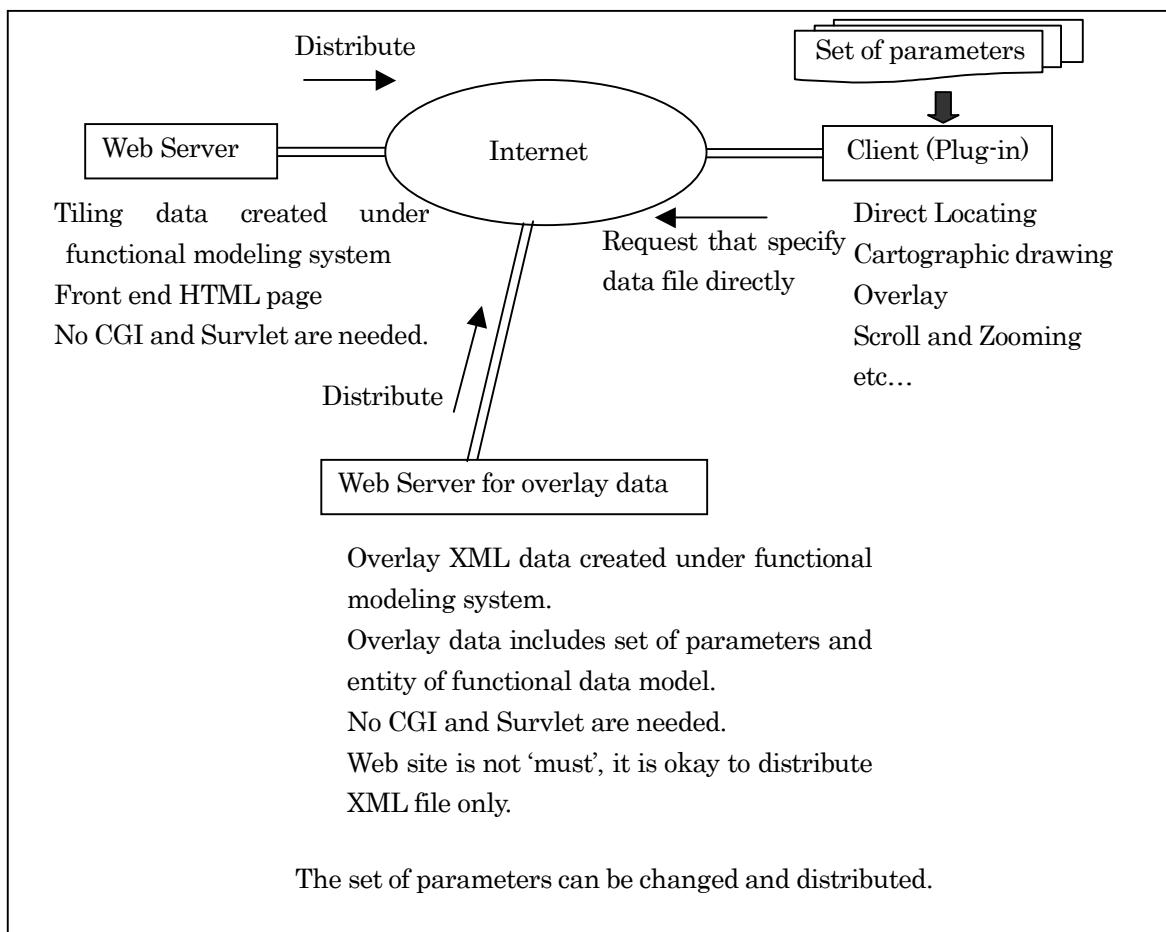 Distribute
Set of parameters
Web Server
Internet
Client (Plug-in)
Tiling data created under
functional modeling system
Front end HTML page
No CGI and Survlet are needed.
Request that specify
data file directly
Direct Locating
Cartographic drawing
Overlay
Scroll and Zooming
etc…
Distribute
Web Server for overlay data
Overlay XML data created under functional
modeling system.
Overlay data includes set of parameters and
entity of functional data model.
No CGI and Survlet are needed.
Web site is not ‘must’, it is okay to distribute
XML file only.
The set of parameters can be changed and distributed.